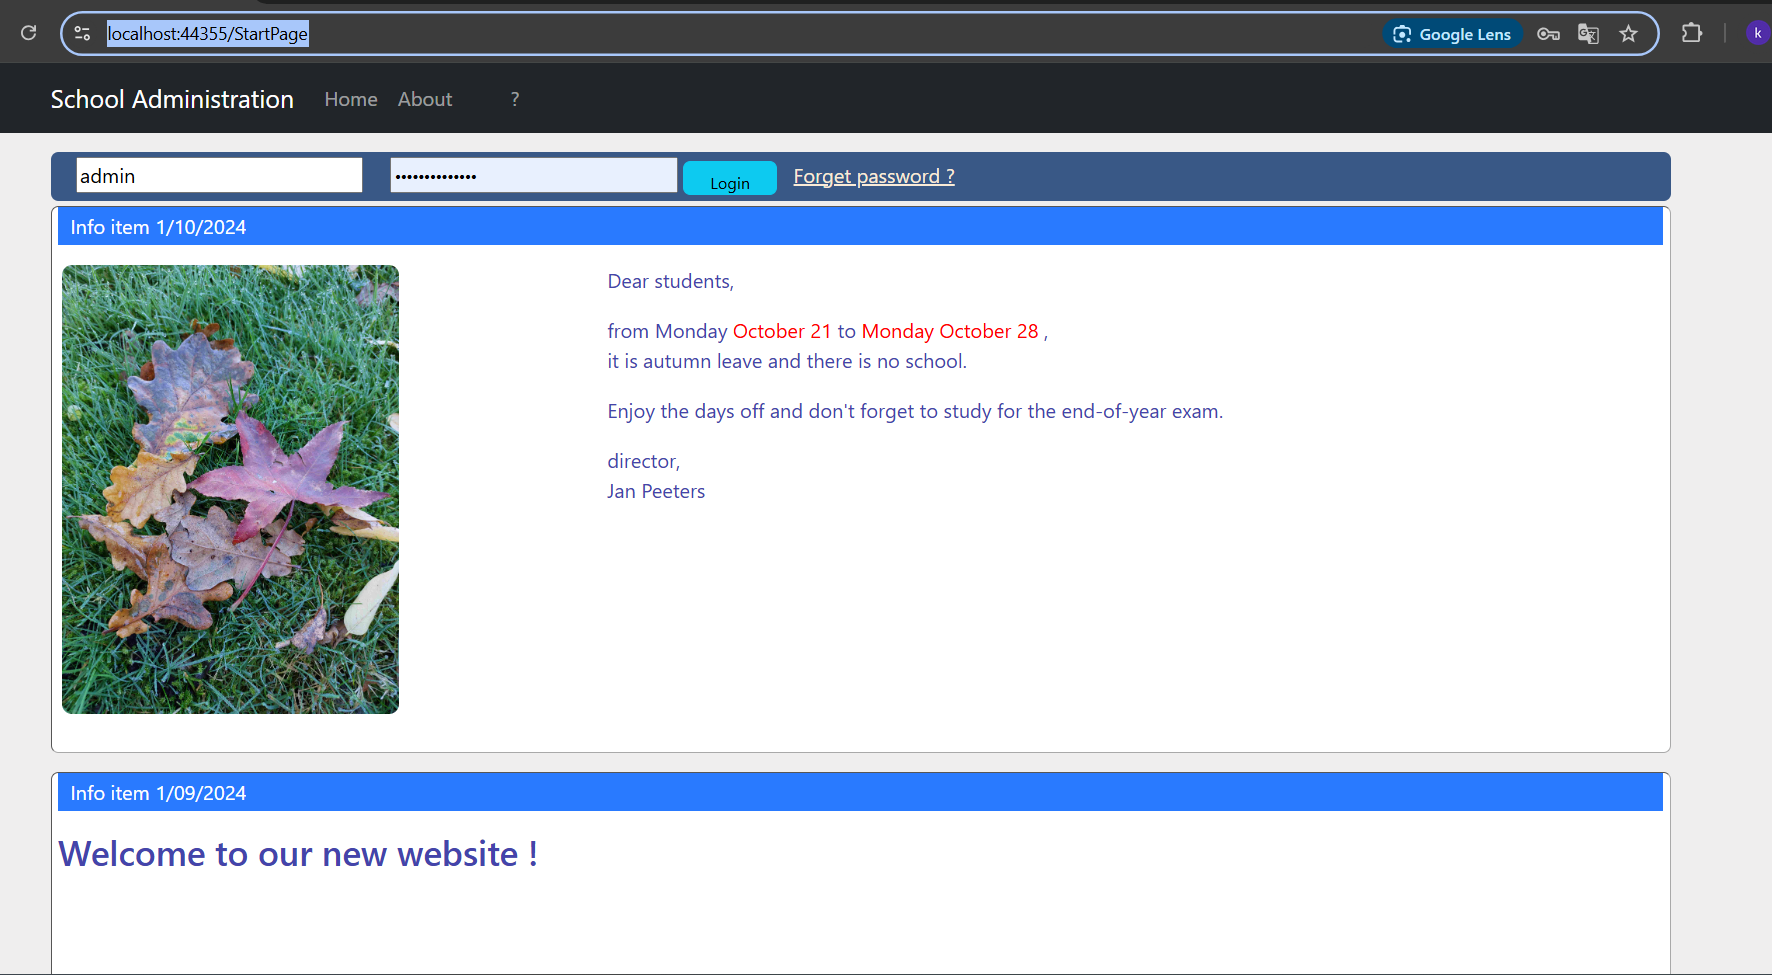 localhost:44355/StartPage
Google Lens
k
School Administration Home About ?
admin •••••••••••••• Login Forget password ?
Info item 1/10/2024
Dear students,
from Monday October 21 to Monday October 28 ,
it is autumn leave and there is no school.
Enjoy the days off and don't forget to study for the end-of-year exam.
director,
Jan Peeters
Info item 1/09/2024
Welcome to our new website !